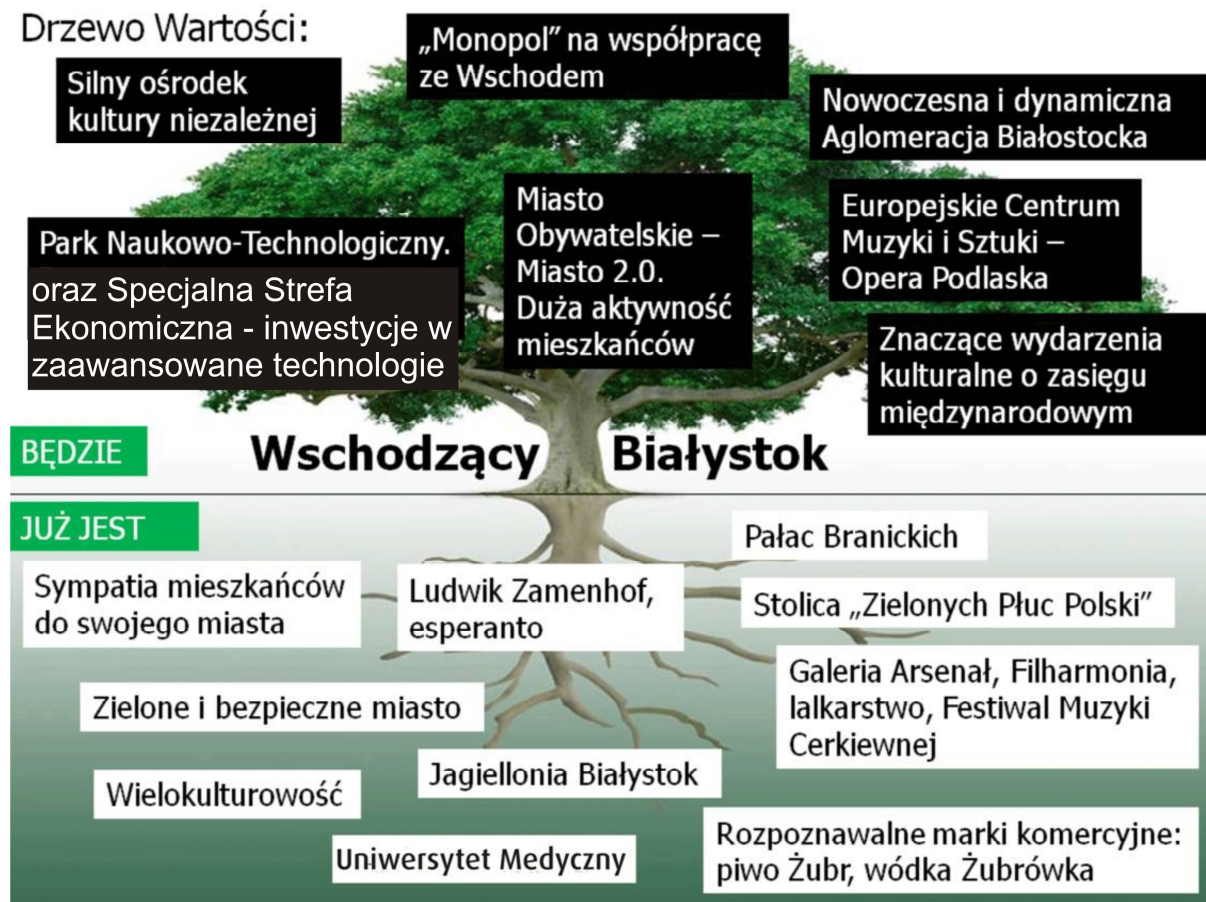 Drzewo Wartości:
„Monopol” na współpracę
ze Wschodem
Silny ośrodek
kultury niezależnej
Nowoczesna i dynamiczna
Aglomeracja Białostocka
Miasto
Obywatelskie –
Miasto 2.0.
Duża aktywność
mieszkańców
Europejskie Centrum
Muzyki i Sztuki –
Opera Podlaska
Park Naukowo-Technologiczny.
oraz Specjalna Strefa
Ekonomiczna - inwestycje w
zaawansowane technologie
Znaczące wydarzenia
kulturalne o zasięgu
międzynarodowym
BĘDZIE
Wschodzący Białystok
JUŻ JEST
Pałac Branickich
Sympatia mieszkańców
do swojego miasta
Ludwik Zamenhof,
esperanto
Stolica „Zielonych Płuc Polski”
Galeria Arsenał, Filharmonia,
lalkarstwo, Festiwal Muzyki
Cerkiewnej
Zielone i bezpieczne miasto
Jagiellonia Białystok
Wielokulturowość
Uniwersytet Medyczny
Rozpoznawalne marki komercyjne:
piwo Żubr, wódka Żubrówka